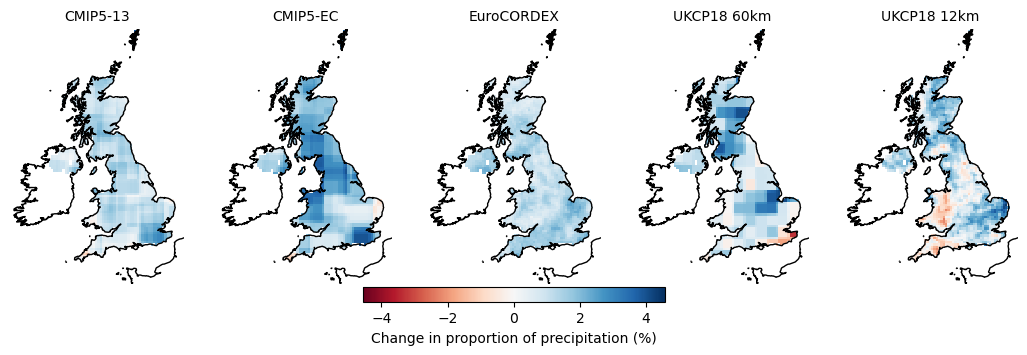 CMIP5-13 CMIP5-EC EuroCORDEX UKCP18 60km UKCP18 12km
−4 −2 0 2 4
Change in proportion of precipitation (%)